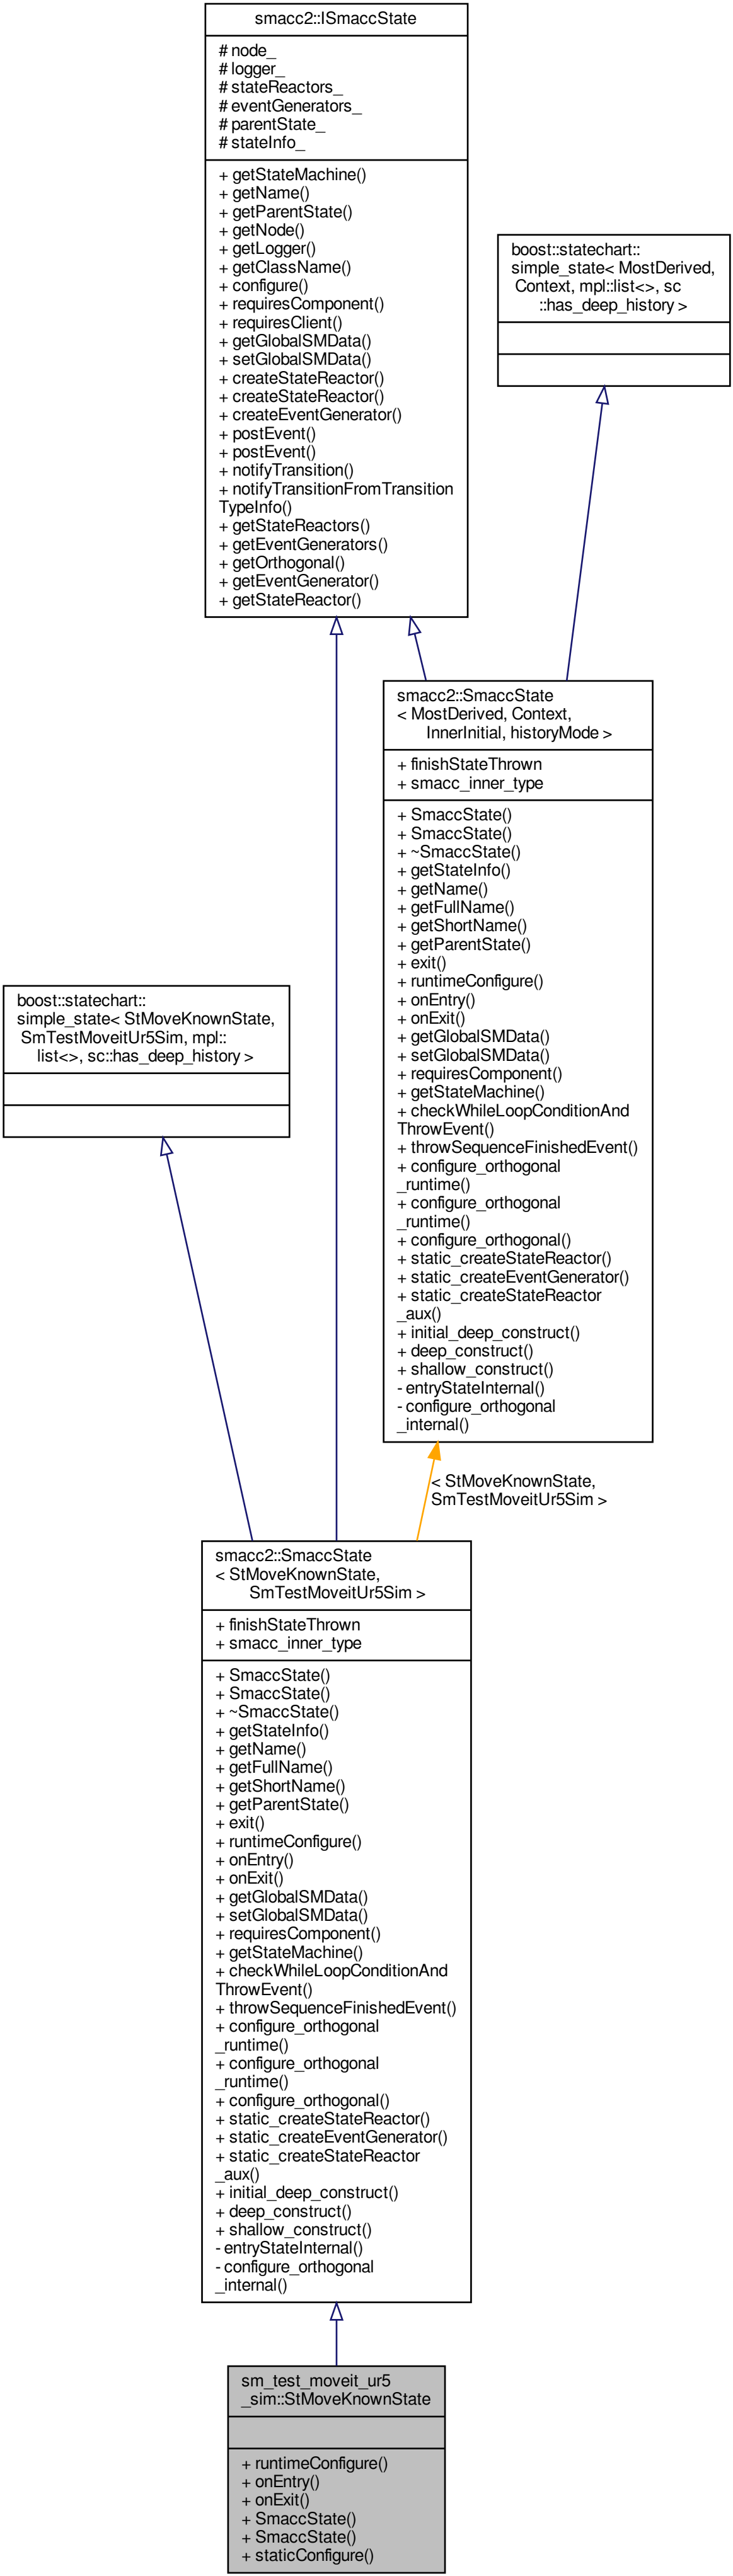 smacc2::ISmaccState
# node_
# logger_
# stateReactors_
# eventGenerators_
# parentState_
# stateInfo_
+ getStateMachine()
+ getName()
+ getParentState()
+ getNode()
+ getLogger()
+ getClassName()
+ configure()
+ requiresComponent()
+ requiresClient()
+ getGlobalSMData()
+ setGlobalSMData()
+ createStateReactor()
+ createStateReactor()
+ createEventGenerator()
+ postEvent()
+ postEvent()
+ notifyTransition()
+ notifyTransitionFromTransition
TypeInfo()
+ getStateReactors()
+ getEventGenerators()
+ getOrthogonal()
+ getEventGenerator()
+ getStateReactor()
boost::statechart::
simple_state< MostDerived,
Context, mpl::list<>, sc
::has_deep_history >
smacc2::SmaccState
< MostDerived, Context,
InnerInitial, historyMode >
+ finishStateThrown
+ smacc_inner_type
+ SmaccState()
+ SmaccState()
+ ~SmaccState()
+ getStateInfo()
+ getName()
+ getFullName()
+ getShortName()
+ getParentState()
+ exit()
+ runtimeConfigure()
+ onEntry()
+ onExit()
+ getGlobalSMData()
+ setGlobalSMData()
+ requiresComponent()
+ getStateMachine()
+ checkWhileLoopConditionAnd
ThrowEvent()
+ throwSequenceFinishedEvent()
+ configure_orthogonal
_runtime()
+ configure_orthogonal
_runtime()
+ configure_orthogonal()
+ static_createStateReactor()
+ static_createEventGenerator()
+ static_createStateReactor
_aux()
+ initial_deep_construct()
+ deep_construct()
+ shallow_construct()
- entryStateInternal()
- configure_orthogonal
_internal()
boost::statechart::
simple_state< StMoveKnownState,
SmTestMoveitUr5Sim, mpl::
list<>, sc::has_deep_history >
< StMoveKnownState,
SmTestMoveitUr5Sim >
smacc2::SmaccState
< StMoveKnownState,
SmTestMoveitUr5Sim >
+ finishStateThrown
+ smacc_inner_type
+ SmaccState()
+ SmaccState()
+ ~SmaccState()
+ getStateInfo()
+ getName()
+ getFullName()
+ getShortName()
+ getParentState()
+ exit()
+ runtimeConfigure()
+ onEntry()
+ onExit()
+ getGlobalSMData()
+ setGlobalSMData()
+ requiresComponent()
+ getStateMachine()
+ checkWhileLoopConditionAnd
ThrowEvent()
+ throwSequenceFinishedEvent()
+ configure_orthogonal
_runtime()
+ configure_orthogonal
_runtime()
+ configure_orthogonal()
+ static_createStateReactor()
+ static_createEventGenerator()
+ static_createStateReactor
_aux()
+ initial_deep_construct()
+ deep_construct()
+ shallow_construct()
- entryStateInternal()
- configure_orthogonal
_internal()
sm_test_moveit_ur5
_sim::StMoveKnownState
+ runtimeConfigure()
+ onEntry()
+ onExit()
+ SmaccState()
+ SmaccState()
+ staticConfigure()